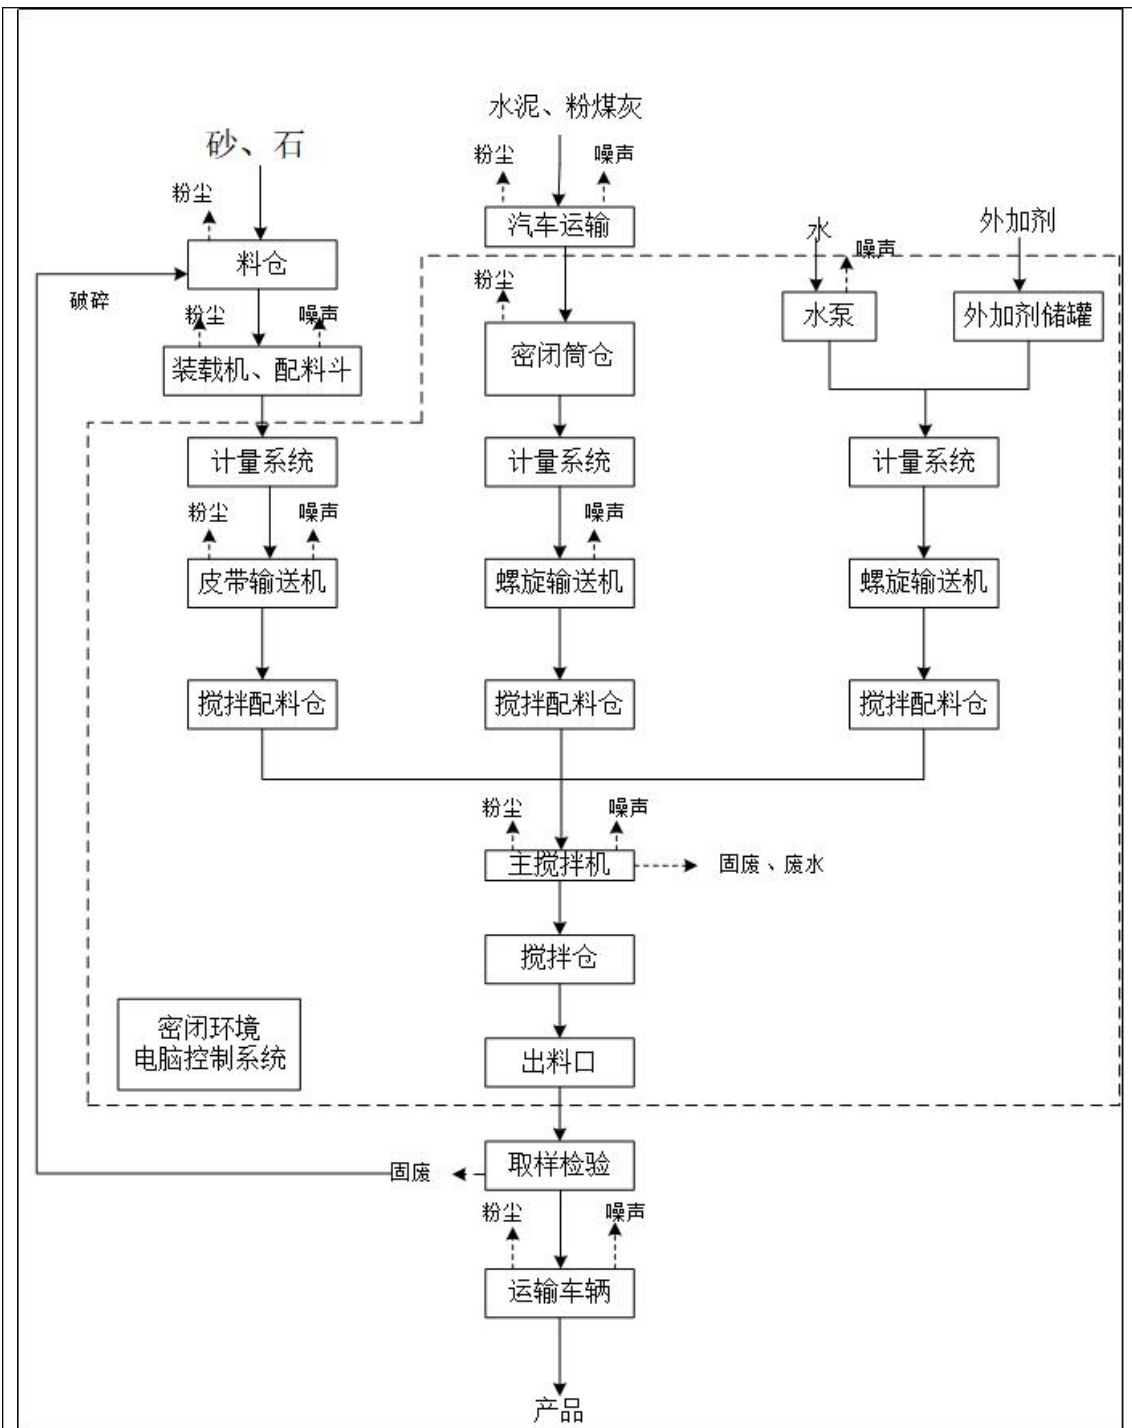 水泥、粉煤灰
砂、石
粉尘
噪声
粉尘
汽车运输
水
外加剂
噪声
料仓
粉尘
破碎
粉尘
噪声
水泵
外加剂储罐
密闭筒仓
装载机、配料斗
计量系统
计量系统
计量系统
粉尘
噪声
噪声
皮带输送机
螺旋输送机
螺旋输送机
搅拌配料仓
搅拌配料仓
搅拌配料仓
粉尘
噪声
主搅拌机
固废、废水
搅拌仓
密闭环境
电脑控制系统
出料口
取样检验
固废
粉尘
噪声
运输车辆
产品